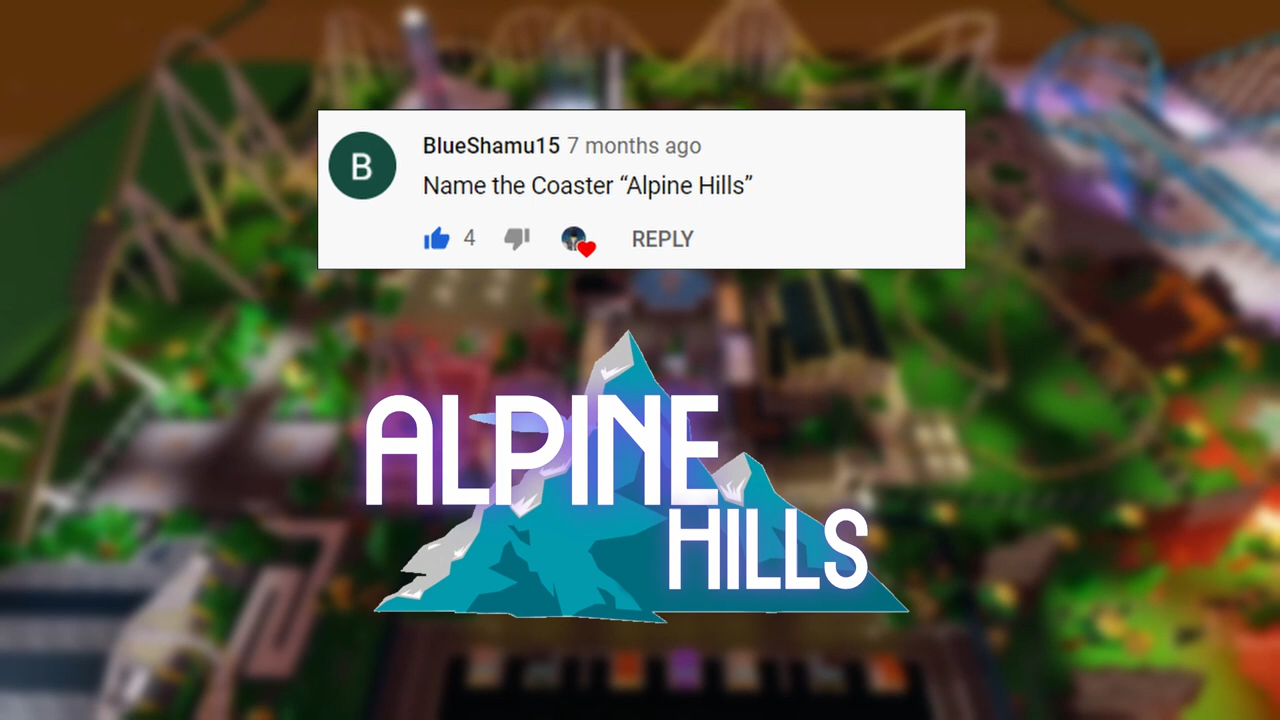 B
BlueShamu15 7 months ago
Name the Coaster “Alpine Hills”
4 REPLY
ALPINE
HILLS